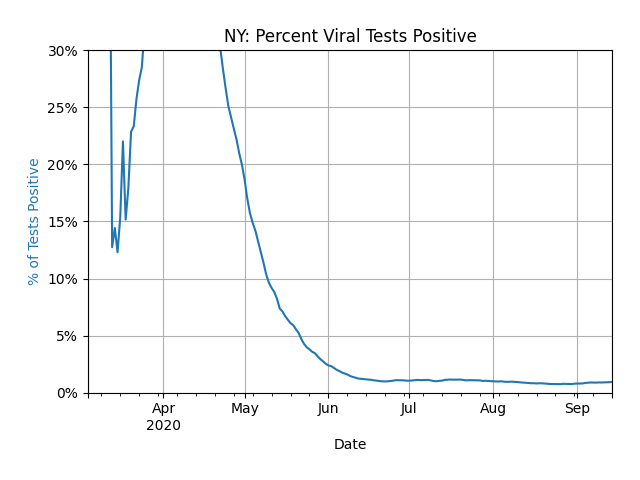 NY: Percent Viral Tests Positive
% of Tests Positive
30%
25%
20%
15%
10%
5%
0%
Apr May Jun Jul Aug Sep
2020
Date